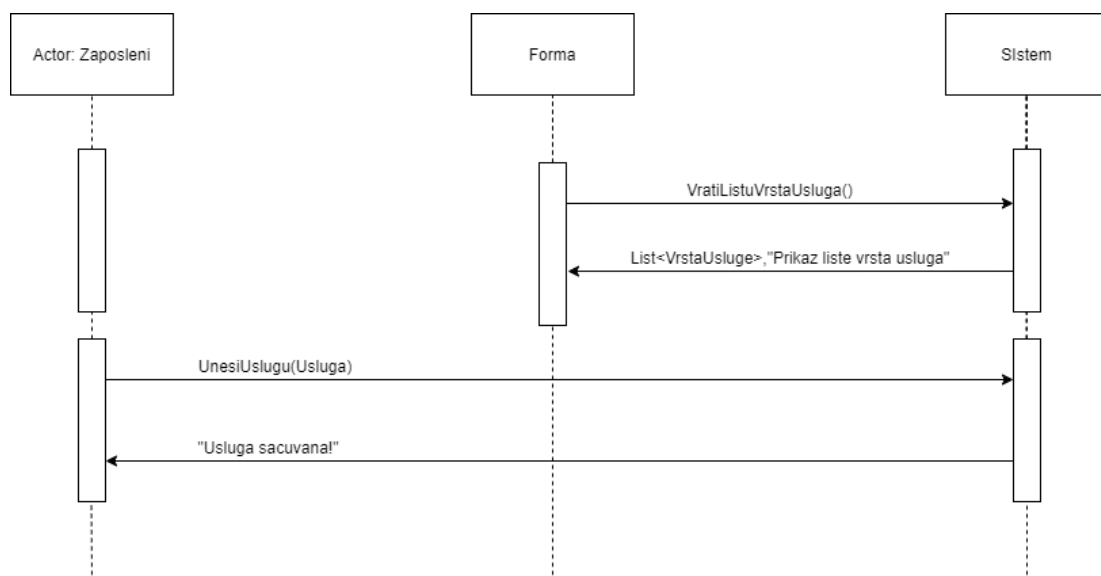 Actor: Zaposleni
Forma
SIstem
VratiListuVrstaUsluga()
List<VrstaUsluge>,"Prikaz liste vrsta usluga"
UnesiUslugu(Usluga)
"Usluga sacuvana!"